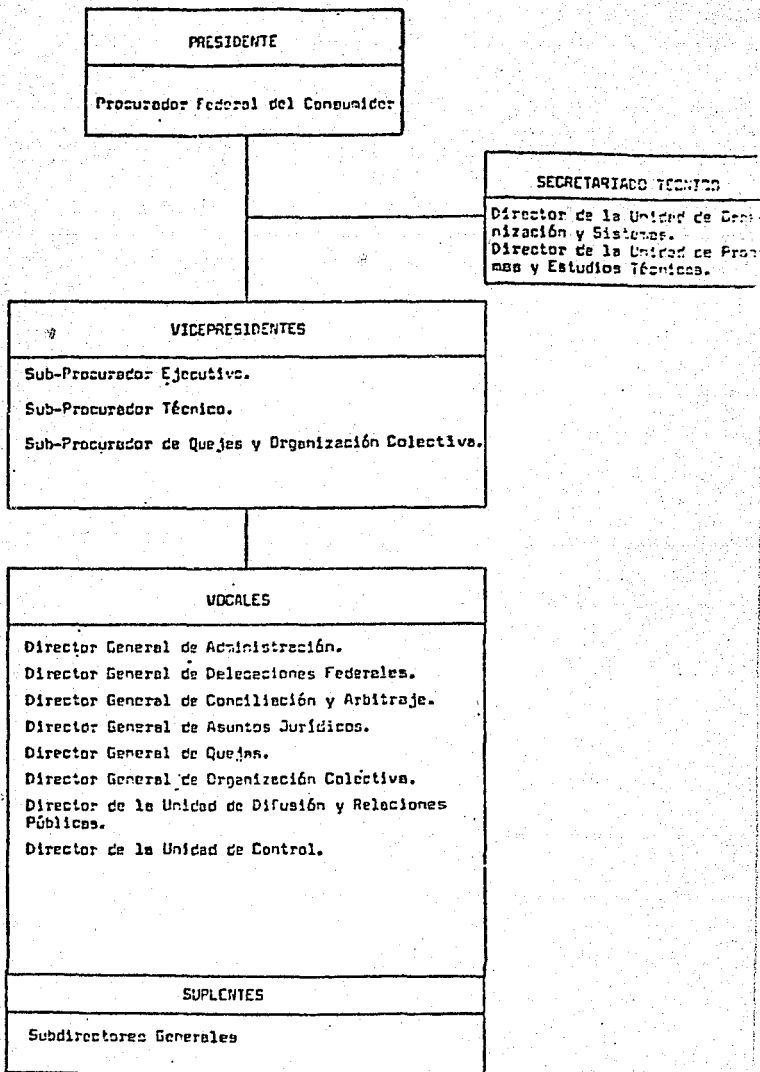 PRESIDENTE
Procurador Federal del Consumidor
SECRETARIADO TECNICO
Director de la Unidad de
nización y Sistemas.
Director de la Unidad de
mas y Estudios Técnicos.
VICEPRESIDENTES
Sub-Procurador Ejecutivo.
Sub-Procurador Técnico.
Sub-Procurador de Quejas y Organización Colectiva.
VOCALES
Director General de Administración.
Director General de Delegaciones Federales.
Director General de Conciliación y Arbitraje.
Director General de Asuntos Jurídicos.
Director General de Quejas.
Director General de Organización Colectiva.
Director de la Unidad de Difusión y Relaciones
Públicas.
Director de la Unidad de Control.
SUPLENTES
Subdirectores Generales